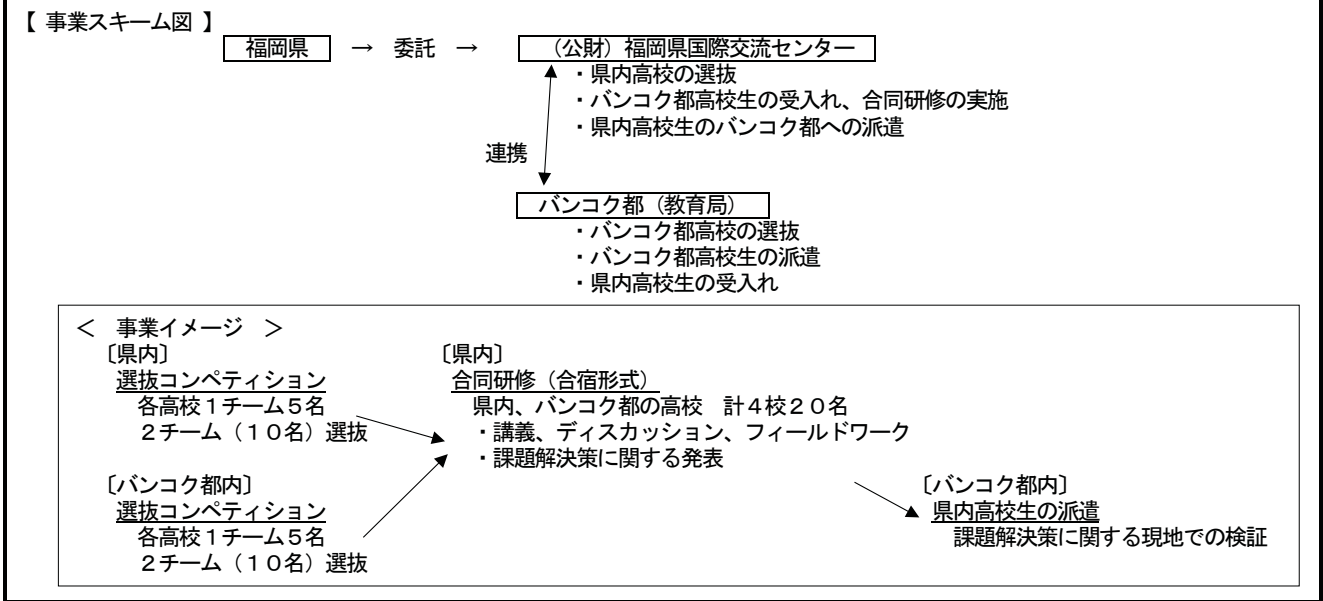 【 事業スキーム図 】
福岡県 → 委託 → （公財）福岡県国際交流センター
・県内高校の選抜
・バンコク都高校生の受入れ、合同研修の実施
・県内高校生のバンコク都への派遣
連携
バンコク都（教育局）
・バンコク都高校の選抜
・バンコク都高校生の派遣
・県内高校生の受入れ
＜ 事業イメージ ＞
〔県内〕
選抜コンペティション
各高校１チーム５名
２チーム（１０名）選抜
〔バンコク都内〕
選抜コンペティション
各高校１チーム５名
２チーム（１０名）選抜
〔県内〕
合同研修（合宿形式）
県内、バンコク都の高校 計４校２０名
・講義、ディスカッション、フィールドワーク
・課題解決策に関する発表
〔バンコク都内〕
県内高校生の派遣
課題解決策に関する現地での検証